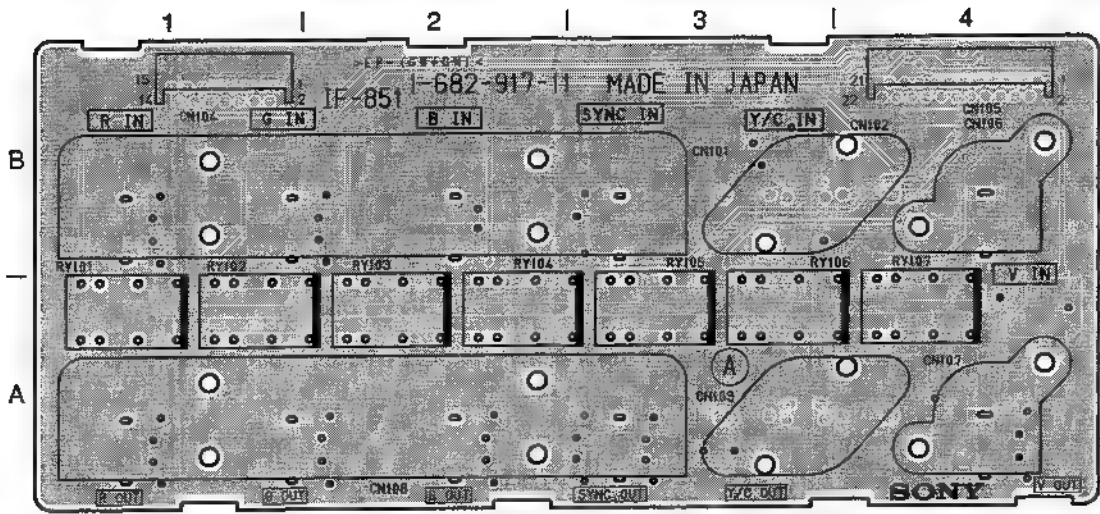 1 2 3 4
>EP-(GW460N)<
15 1 IF-851 1-682-917-11 MADE IN JAPAN 21 1
14 2 22 2
CN104 CN105
R IN G IN B IN SYNC IN Y/C IN CN102 CN106
B CN101
RY101 RY102 RY103 RY104 RY105 RY106 RY107
V IN
A
A CN103 CN107
CN108
R OUT G OUT B OUT SYNC OUT Y/C OUT SONY V OUT